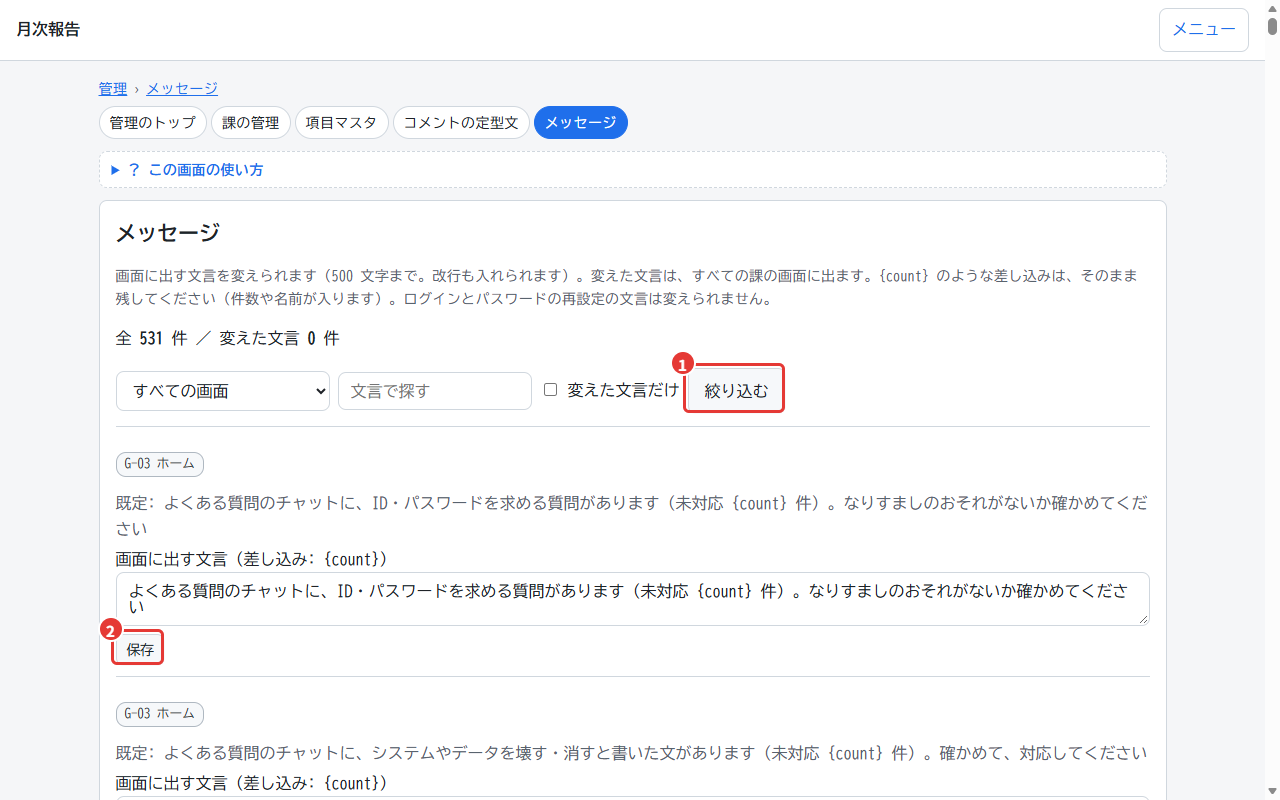 月次報告
メニュー
管理 › メッセージ
管理のトップ 課の管理 項目マスタ コメントの定型文 メッセージ
▶ ? この画面の使い方
メッセージ
画面に出す文言を変えられます（500 文字まで。改行も入れられます）。変えた文言は、すべての課の画面に出ます。{count} のような差し込みは、そのまま
残してください（件数や名前が入ります）。ログインとパスワードの再設定の文言は変えられません。
全 531 件 ／ 変えた文言 0 件
すべての画面 文言で探す 変えた文言だけ 1 絞り込む
G-03 ホーム
既定: よくある質問のチャットに、ID・パスワードを求める質問があります（未対応 {count} 件）。なりすましのおそれがないか確かめてくだ
さい
画面に出す文言（差し込み: {count}）
よくある質問のチャットに、ID・パスワードを求める質問があります（未対応 {count} 件）。なりすましのおそれがないか確かめてくださ
い
2 保存
G-03 ホーム
既定: よくある質問のチャットに、システムやデータを壊す・消すと書いた文があります（未対応 {count} 件）。確かめて、対応してください
画面に出す文言（差し込み: {count}）